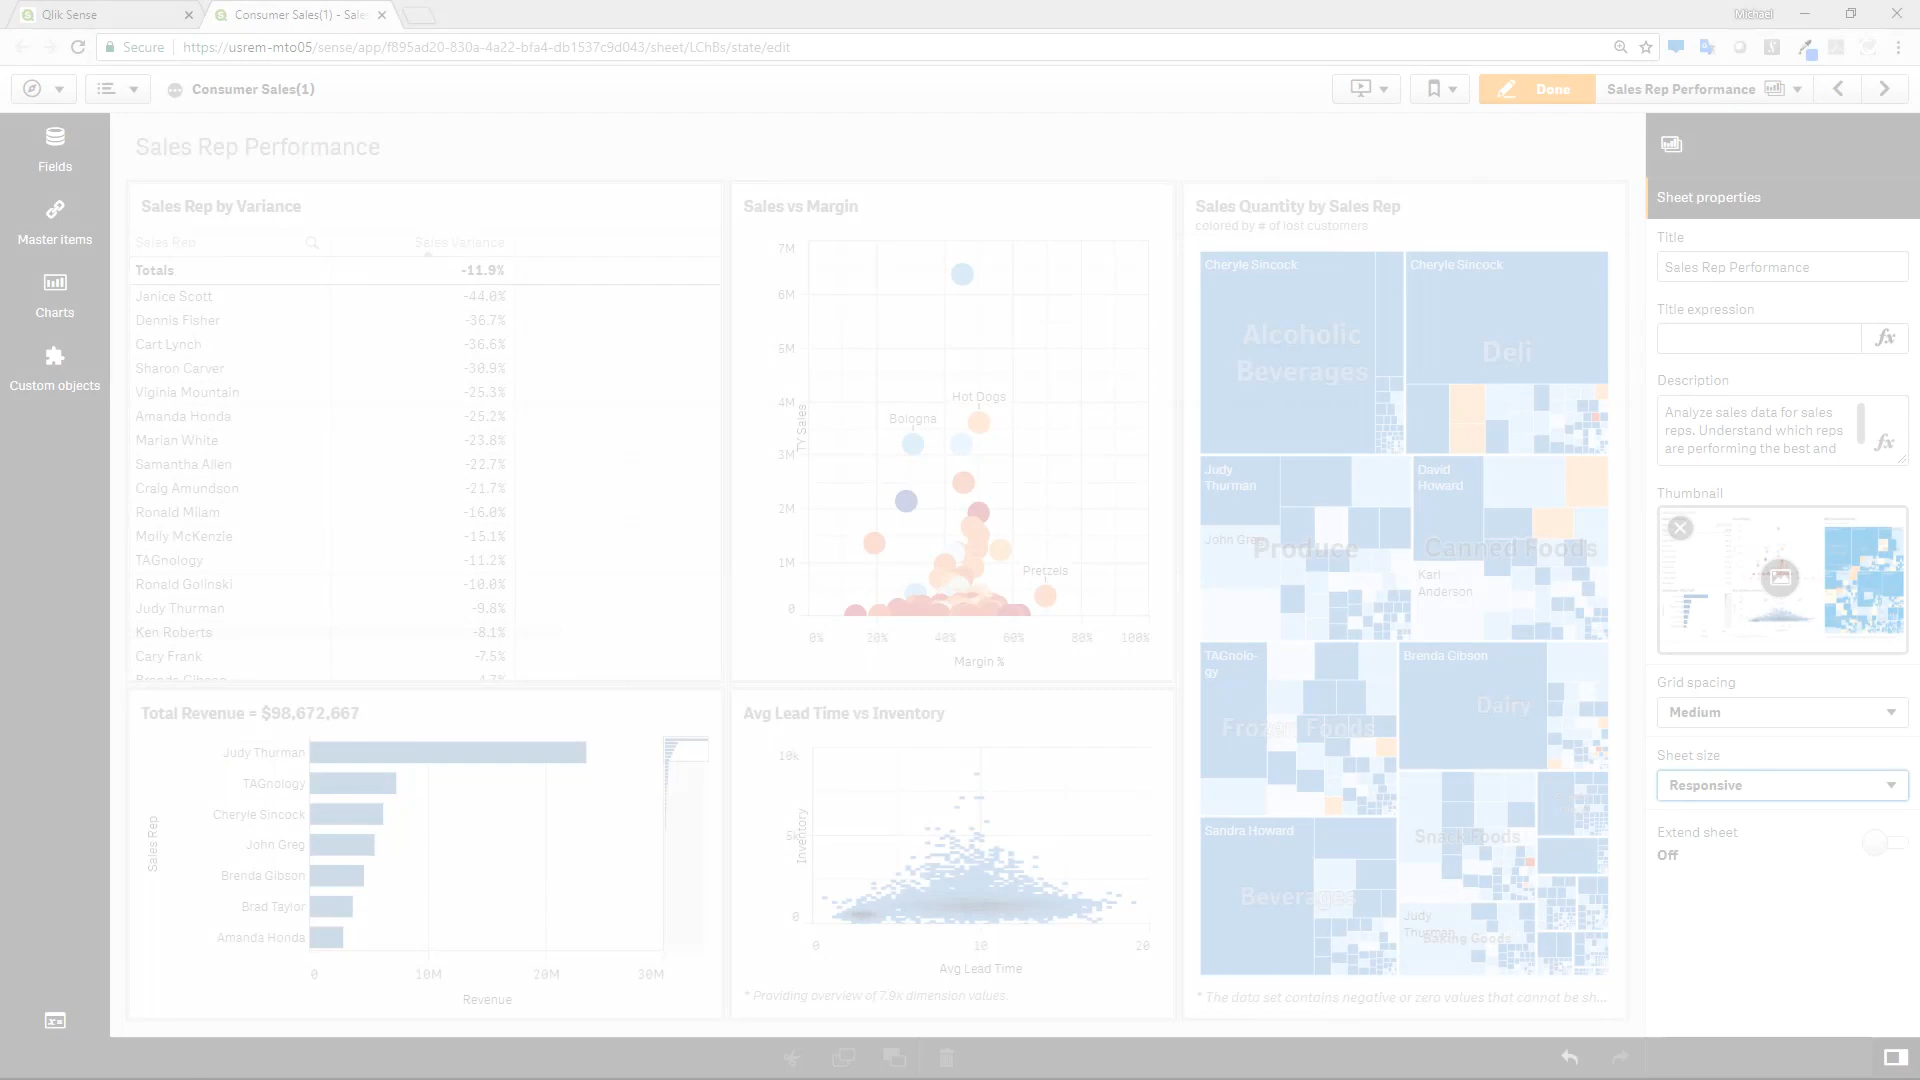 Qlik Sense
Consumer Sales(1) - Sale
Michael
Secure
https://usrem-mto05/sense/app/f895ad20-830a-4a22-bfa4-db1537c9d043/sheet/LChBs/state/edit
Consumer Sales(1)
Done
Sales Rep Performance
Fields
Master items
Charts
Custom objects
Sales Rep Performance
Sales Rep by Variance
Sales Rep
Sales Variance
Totals -11.9%
Janice Scott -44.0%
Dennis Fisher -36.7%
Cart Lynch -36.6%
Sharon Carver -30.9%
Viginia Mountain -25.3%
Amanda Honda -25.2%
Marian White -23.8%
Samantha Allen -22.7%
Craig Amundson -21.7%
Ronald Milam -16.0%
Molly McKenzie -15.1%
TAGnology -11.2%
Ronald Golinski -10.0%
Judy Thurman -9.8%
Ken Roberts -8.1%
Cary Frank -7.5%
Brenda Gibson -4.7%
Sales vs Margin
7M
6M
5M
4M
3M
2M
1M
0
TY Sales
Hot Dogs
Bologna
Pretzels
0% 20% 40% 60% 80% 100%
Margin %
Sales Quantity by Sales Rep
colored by # of lost customers
Cheryle Sincock
Alcoholic
Beverages
Cheryle Sincock
Deli
Judy
Thurman
John Greg
Produce
David
Howard
Canned Foods
Karl
Anderson
TAGnolo-
gy
Frozen Foods
Brenda Gibson
Dairy
Sandra Howard
Beverages
Snack Foods
Judy
Thurman
Baking Goods
* The data set contains negative or zero values that cannot be sh...
Total Revenue = $98,672,667
Sales Rep
Judy Thurman
TAGnology
Cheryle Sincock
John Greg
Brenda Gibson
Brad Taylor
Amanda Honda
0 10M 20M 30M
Revenue
Avg Lead Time vs Inventory
10k
5k
0
Inventory
0 10 20
Avg Lead Time
* Providing overview of 7.9k dimension values.
Sheet properties
Title
Sales Rep Performance
Title expression
fx
Description
Analyze sales data for sales
reps. Understand which reps
are performing the best and
fx
Thumbnail
Grid spacing
Medium
Sheet size
Responsive
Extend sheet
Off